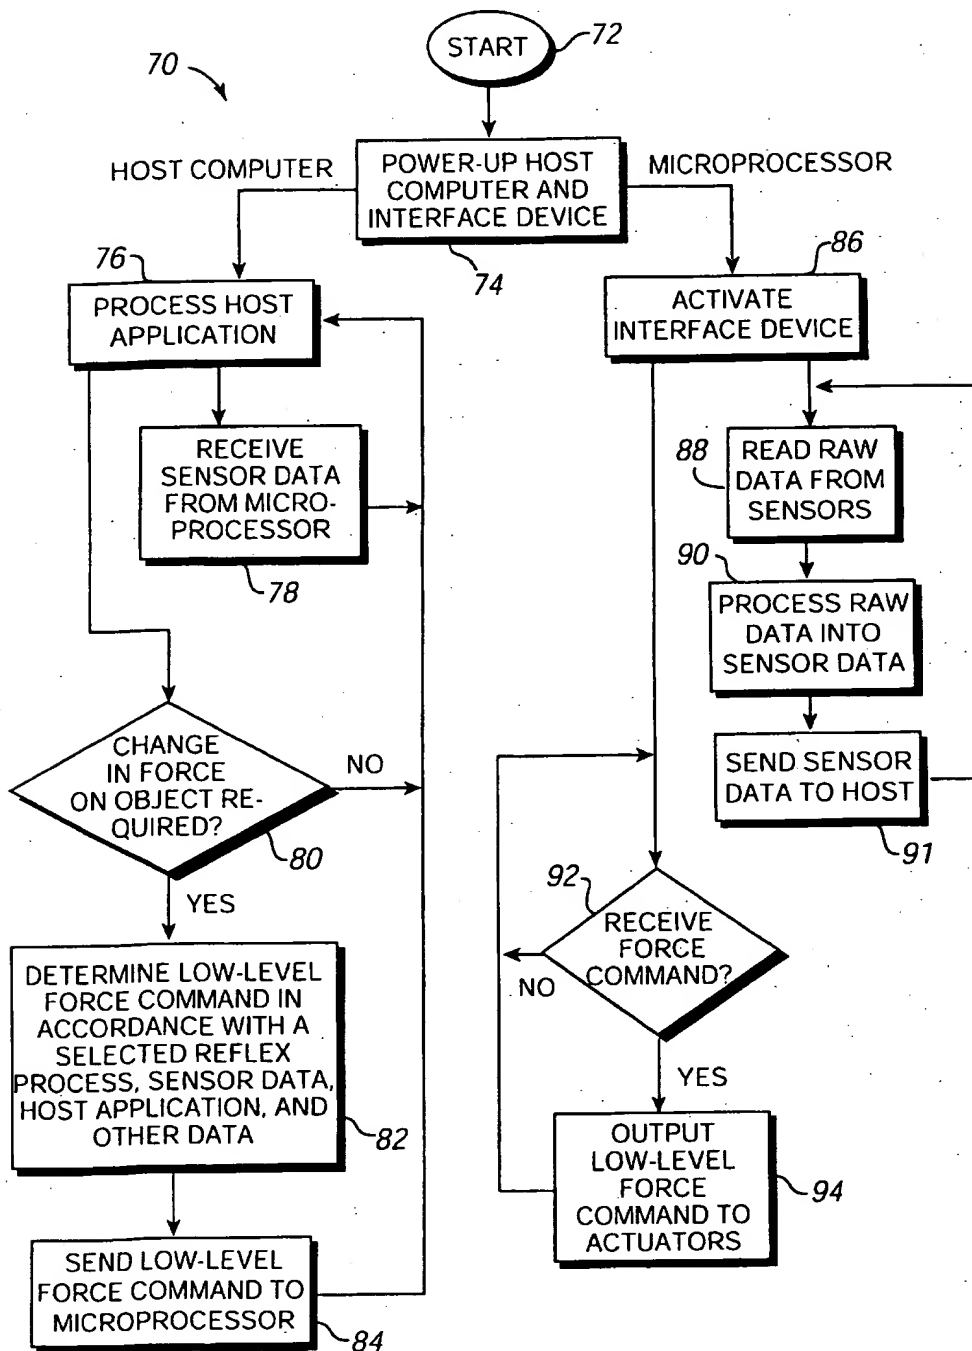 START
72
70
HOST COMPUTER
POWER-UP HOST
COMPUTER AND
INTERFACE DEVICE
MICROPROCESSOR
74
76
PROCESS HOST
APPLICATION
86
ACTIVATE
INTERFACE DEVICE
RECEIVE
SENSOR DATA
FROM MICRO-
PROCESSOR
78
88
READ RAW
DATA FROM
SENSORS
90
PROCESS RAW
DATA INTO
SENSOR DATA
SEND SENSOR
DATA TO HOST
91
CHANGE
IN FORCE
ON OBJECT RE-
QUIRED?
NO
80
YES
92
RECEIVE
FORCE
COMMAND?
NO
YES
DETERMINE LOW-LEVEL
FORCE COMMAND IN
ACCORDANCE WITH A
SELECTED REFLEX
PROCESS, SENSOR DATA,
HOST APPLICATION, AND
OTHER DATA
82
OUTPUT
LOW-LEVEL
FORCE
COMMAND TO
ACTUATORS
94
SEND LOW-LEVEL
FORCE COMMAND TO
MICROPROCESSOR
84